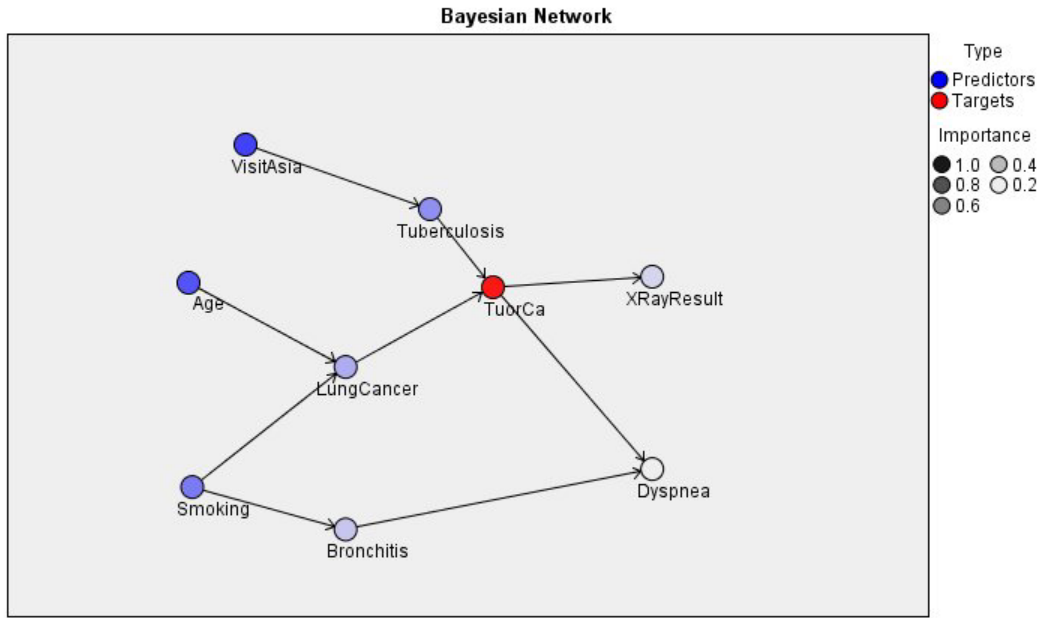 Bayesian Network
Type
Predictors
Targets
Importance
1.0 0.4
0.8 0.2
0.6
VisitAsia
Tuberculosis
Age
TuorCa
XRayResult
LungCancer
Smoking
Dyspnea
Bronchitis